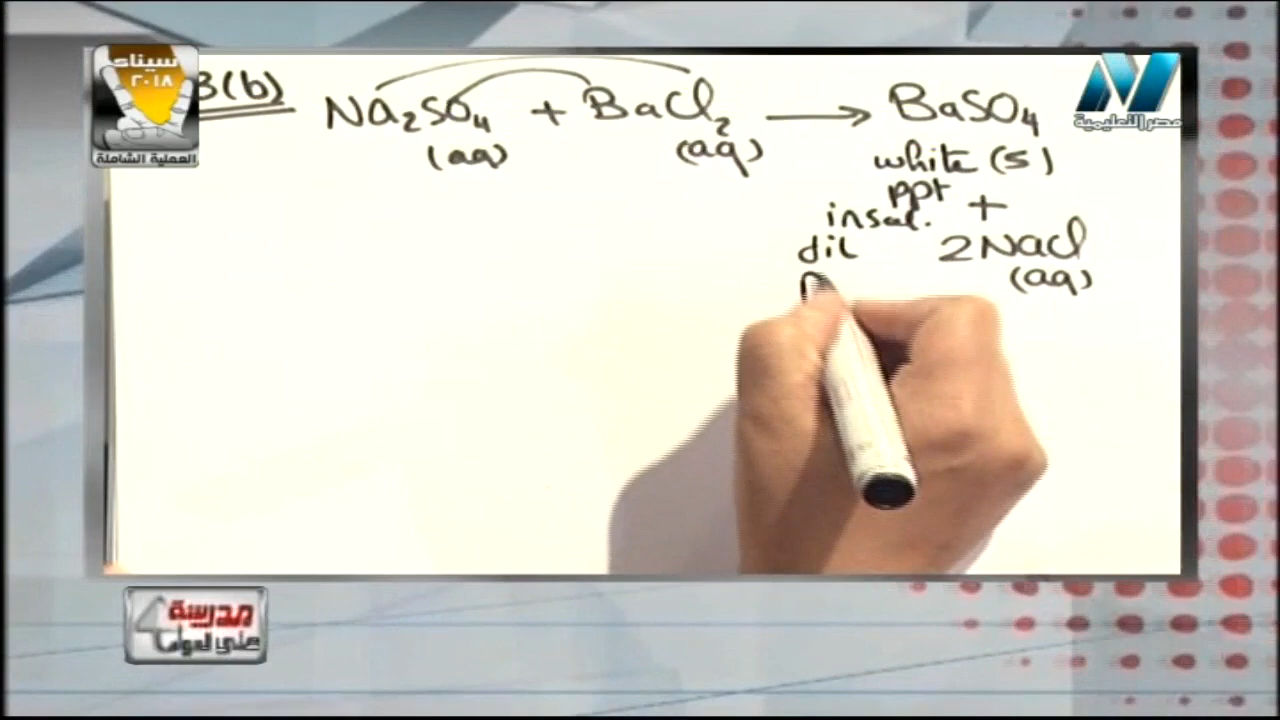 سيناء
٢٠١٨
العملية الشاملة
مصر التعليمية
B(b) Na2SO4 + BaCl2 → BaSO4
(aq) (aq) white (s)
ppt +
insol.
dil 2NaCl
(aq)
مدرسة
على الهواء